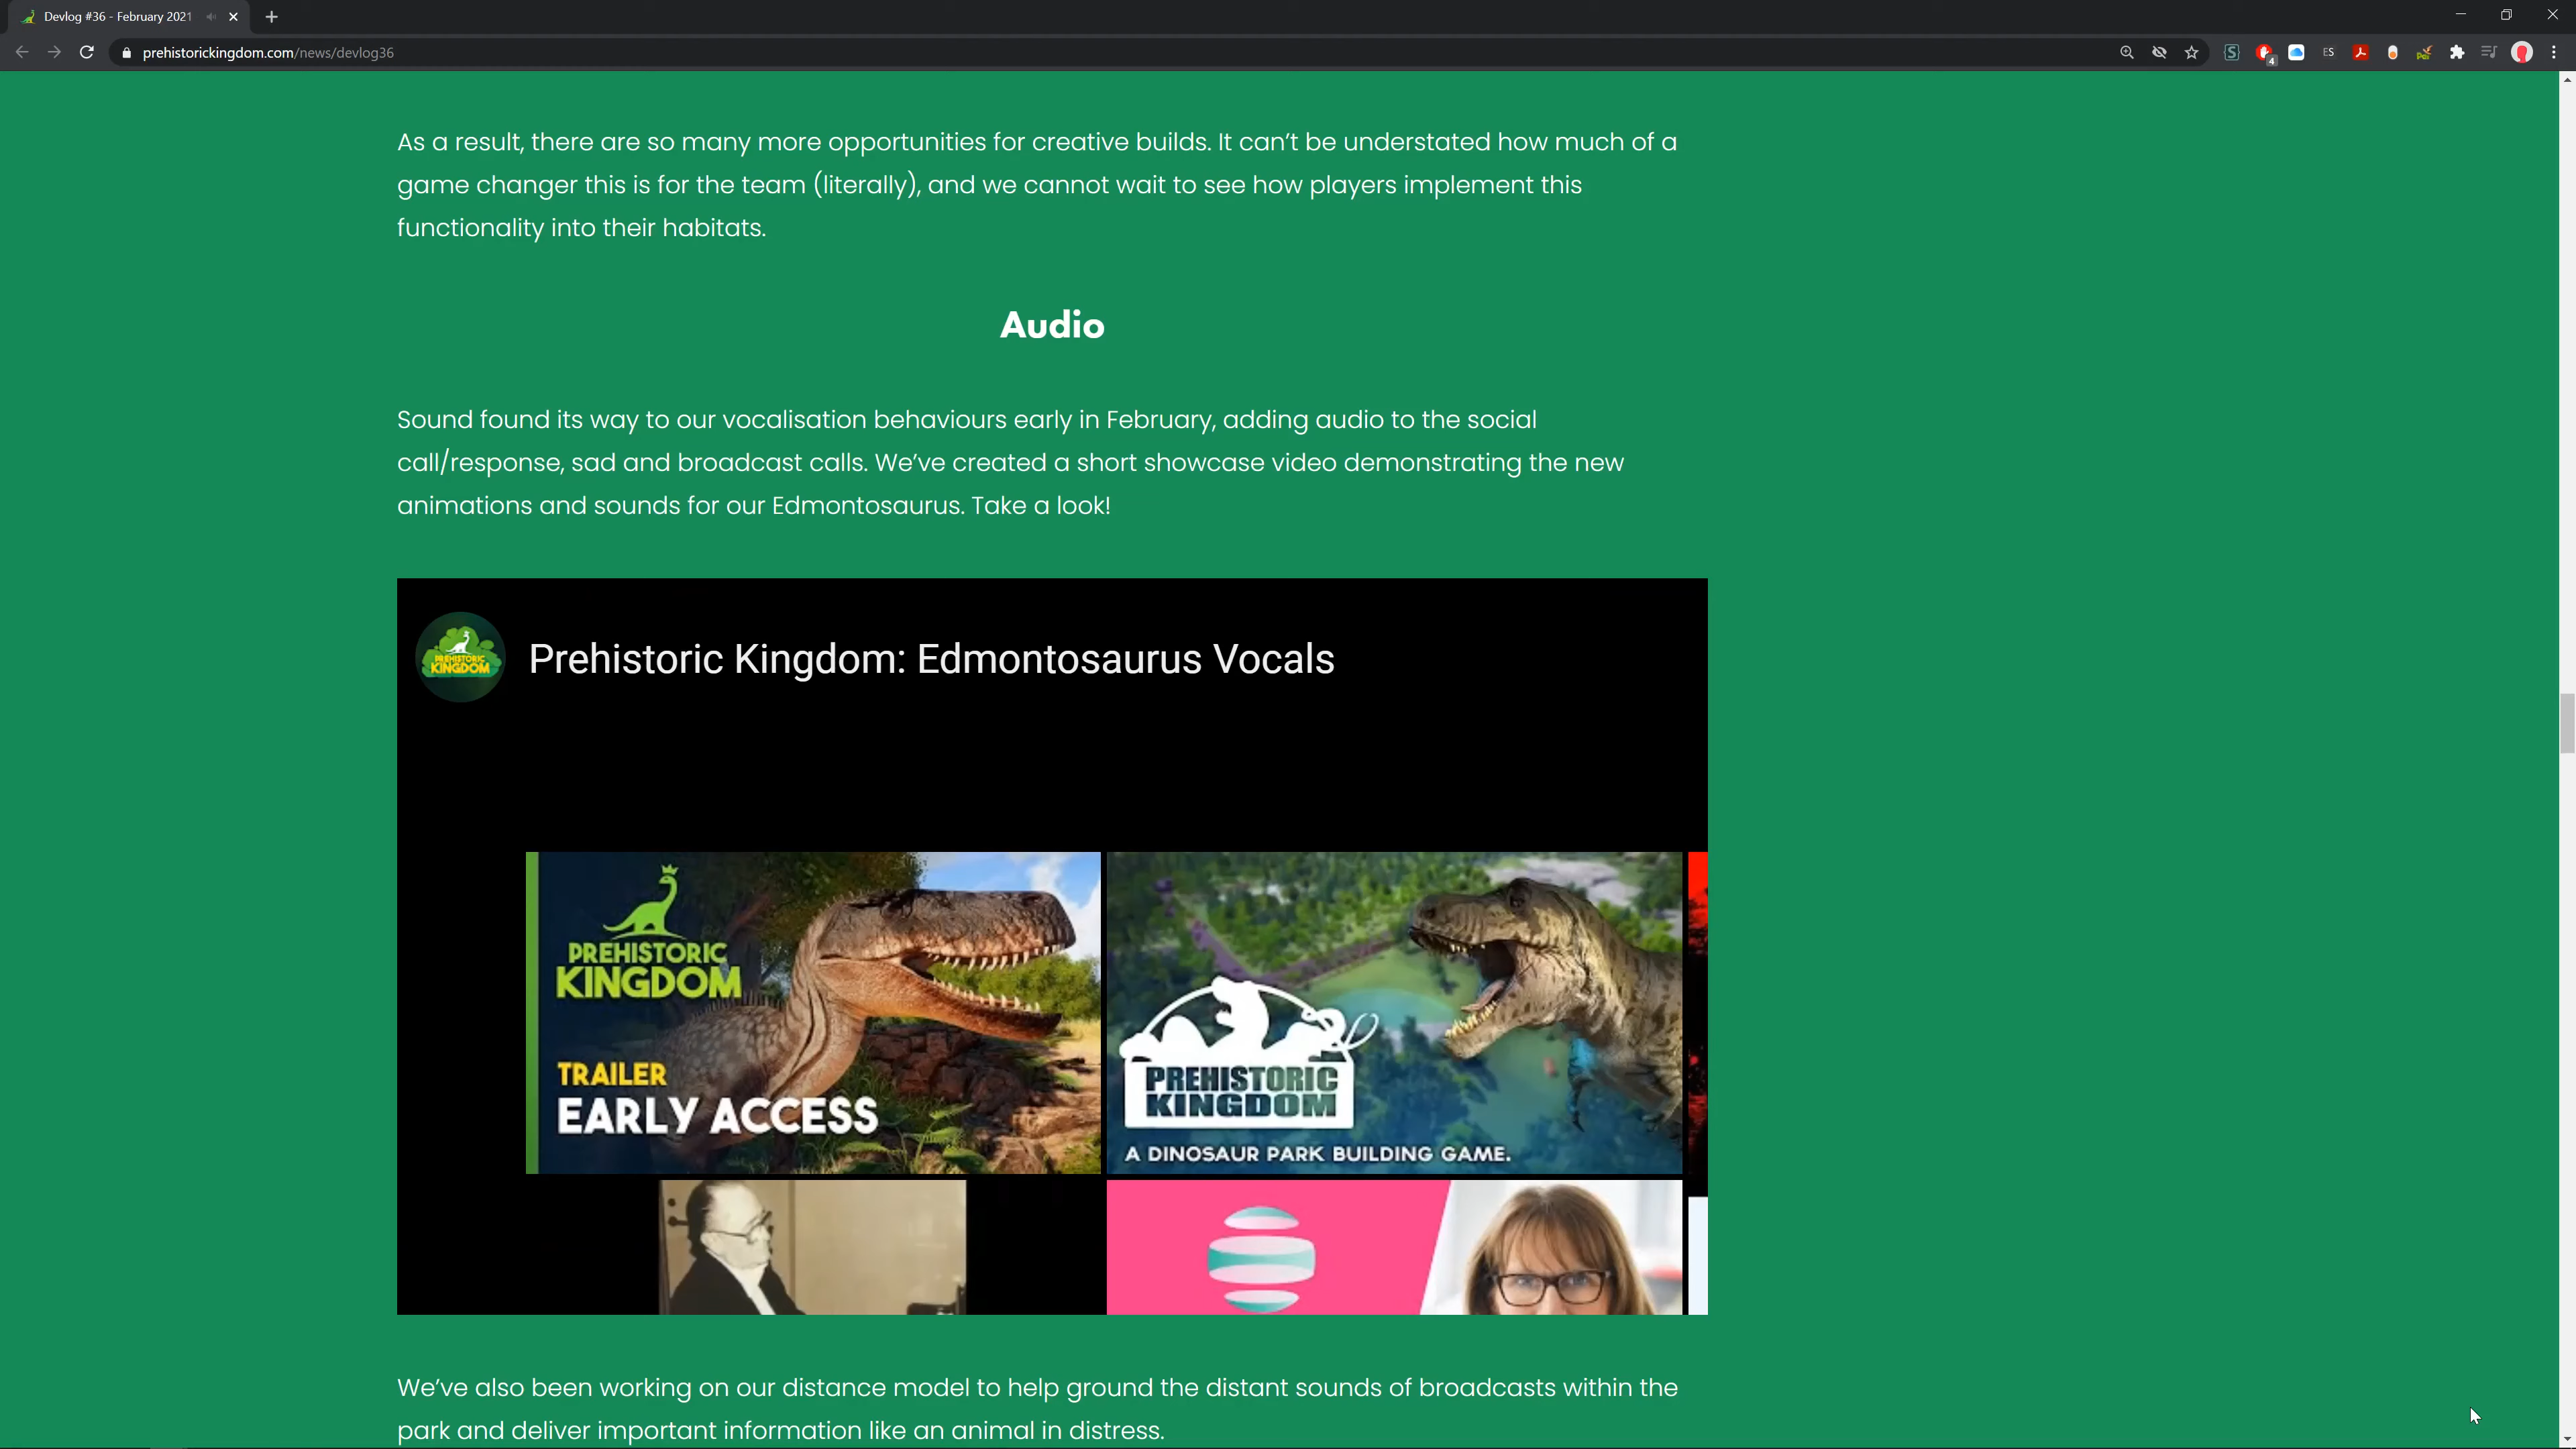 Devlog #36 - February 2021
prehistorickingdom.com/news/devlog36
4
ES
As a result, there are so many more opportunities for creative builds. It can’t be understated how much of a
game changer this is for the team (literally), and we cannot wait to see how players implement this
functionality into their habitats.
Audio
Sound found its way to our vocalisation behaviours early in February, adding audio to the social
call/response, sad and broadcast calls. We’ve created a short showcase video demonstrating the new
animations and sounds for our Edmontosaurus. Take a look!
PREHISTORIC
KINGDOM
Prehistoric Kingdom: Edmontosaurus Vocals
PREHISTORIC
KINGDOM
TRAILER
EARLY ACCESS
PREHISTORIC
KINGDOM
A DINOSAUR PARK BUILDING GAME.
We’ve also been working on our distance model to help ground the distant sounds of broadcasts within the
park and deliver important information like an animal in distress.